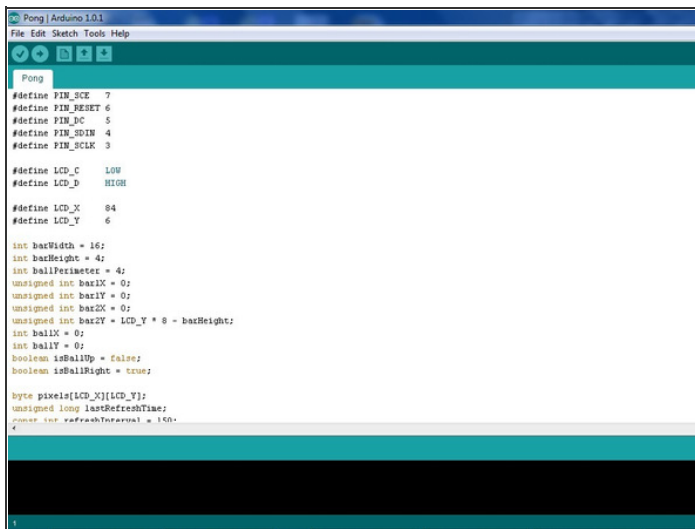 Pong | Arduino 1.0.1
File Edit Sketch Tools Help
Pong
#define PIN_SCE 7
#define PIN_RESET 6
#define PIN_DC 5
#define PIN_SDIN 4
#define PIN_SCLK 3
#define LCD_C LOW
#define LCD_D HIGH
#define LCD_X 84
#define LCD_Y 6
int barWidth = 16;
int barHeight = 4;
int ballPerimeter = 4;
unsigned int bar1X = 0;
unsigned int bar1Y = 0;
unsigned int bar2X = 0;
unsigned int bar2Y = LCD_Y * 8 - barHeight;
int ballX = 0;
int ballY = 0;
boolean isBallUp = false;
boolean isBallRight = true;
byte pixels[LCD_X][LCD_Y];
unsigned long lastRefreshTime;
const int refreshInterval = 150;
1